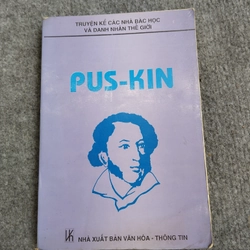 TRUYỆN KỂ CÁC NHÀ BÁC HỌC
VÀ DANH NHÂN THẾ GIỚI
PUS-KIN
NHÀ XUẤT BẢN VĂN HÓA - THÔNG TIN